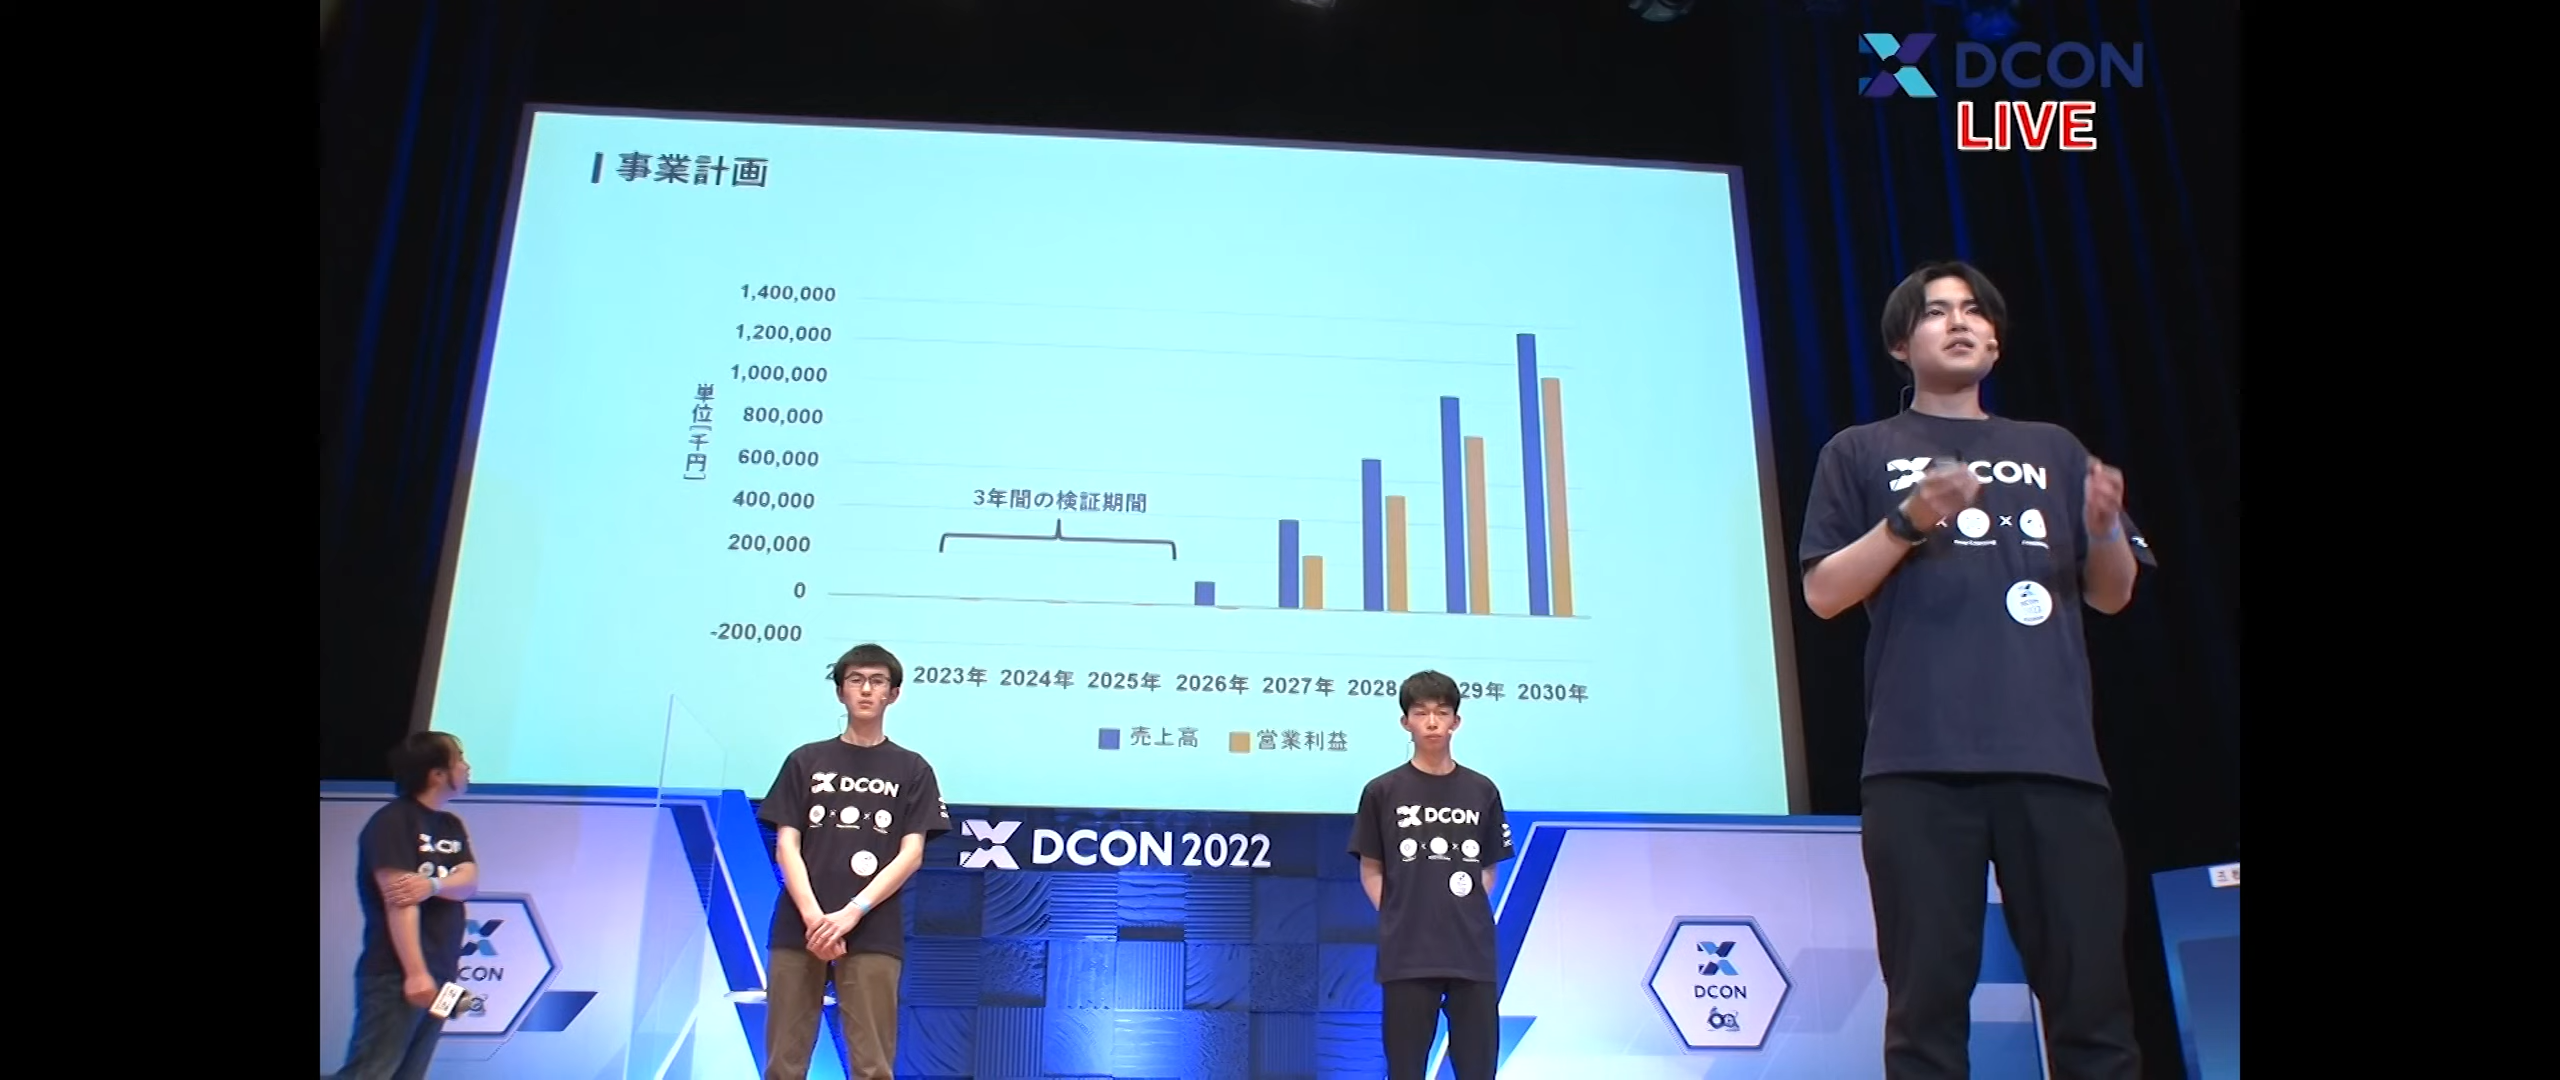 DCON
LIVE
事業計画
1,400,000
1,200,000
1,000,000
800,000
600,000
400,000
200,000
0
-200,000
単位[千円]
3年間の検証期間
2023年 2024年 2025年 2026年 2027年 2028 29年 2030年
売上高 営業利益
DCON
DCON
DCON
DCON 2022
CON
DCON